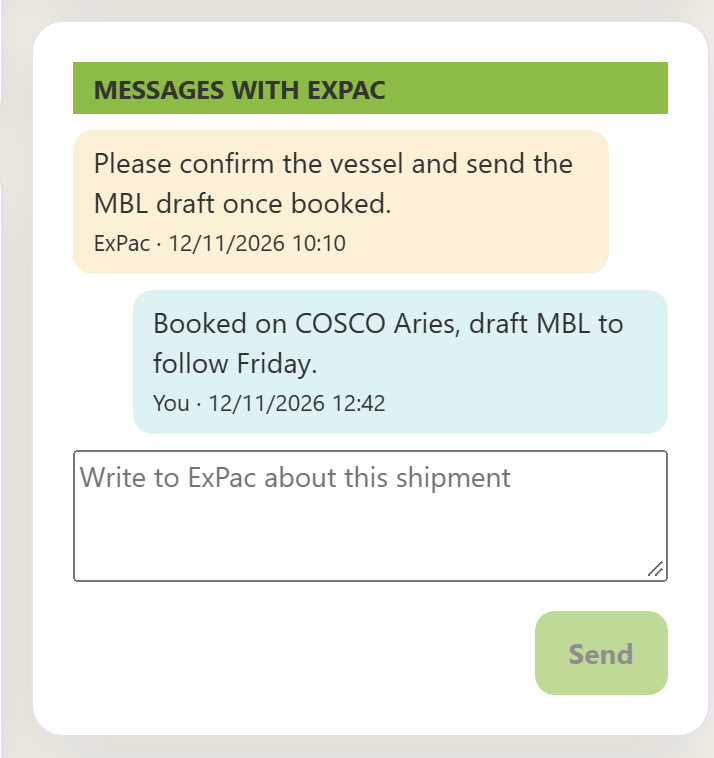 MESSAGES WITH EXPAC
Please confirm the vessel and send the
MBL draft once booked.
ExPac · 12/11/2026 10:10
Booked on COSCO Aries, draft MBL to
follow Friday.
You · 12/11/2026 12:42
Write to ExPac about this shipment
Send